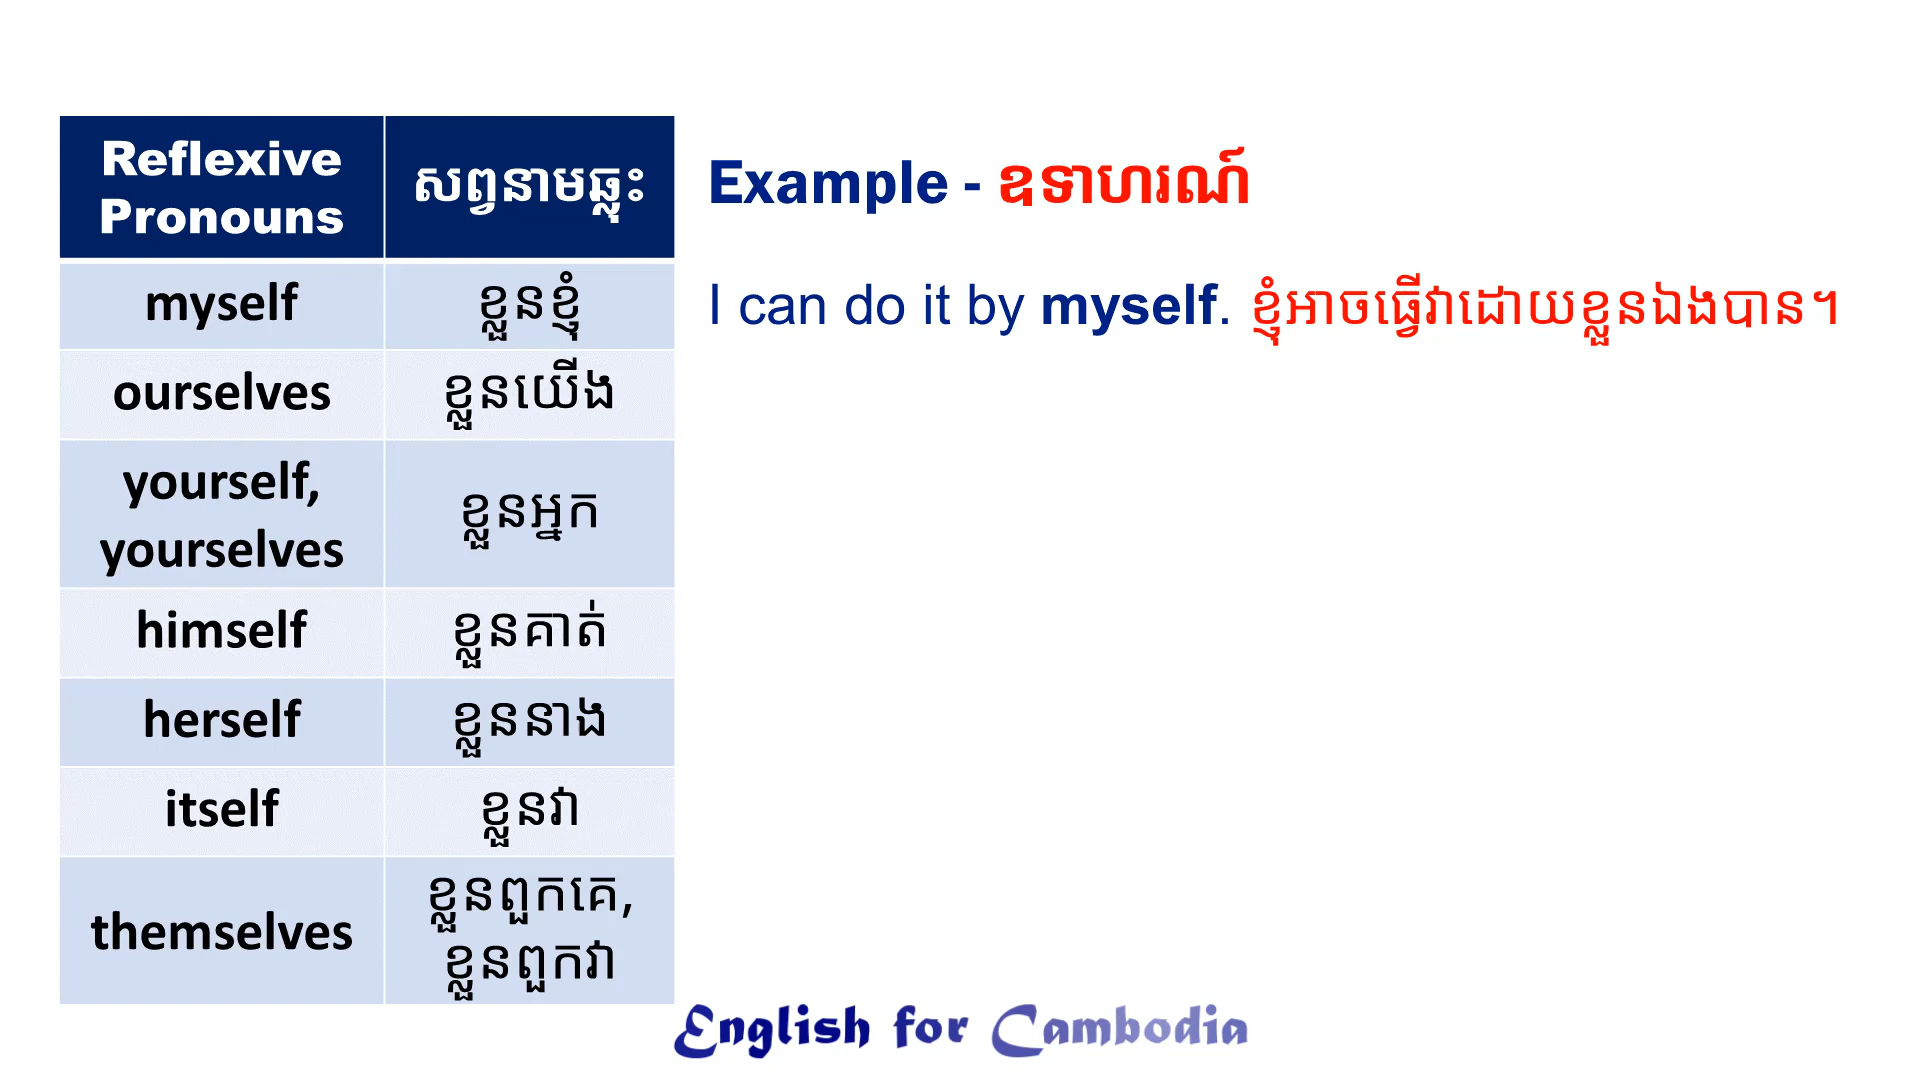 Reflexive
Pronouns
សព្វនាមឆ្លុះ
myself
ខ្លួនខ្ញុំ
ourselves
ខ្លួនយើង
yourself,
yourselves
ខ្លួនអ្នក
himself
ខ្លួនគាត់
herself
ខ្លួននាង
itself
ខ្លួនវា
themselves
ខ្លួនពួកគេ,
ខ្លួនពួកវា
Example - ឧទាហរណ៍
I can do it by myself. ខ្ញុំអាចធ្វើវាដោយខ្លួនឯងបាន។
English for Cambodia